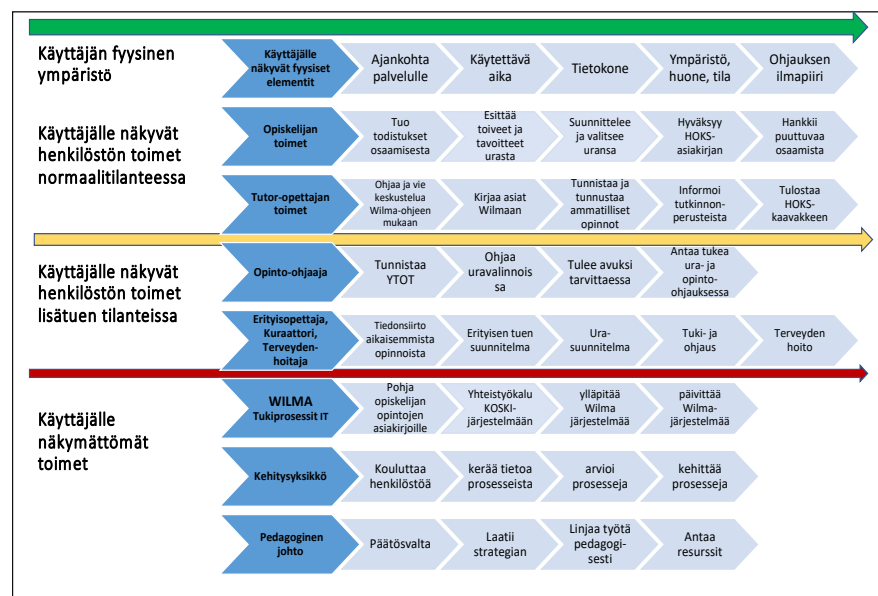 Käyttäjän fyysinen
ympäristö
Käyttäjälle
näkyvät fyysiset
elementit
Ajankohta
palvelulle
Käytettävä
aika
Tietokone
Ympäristö,
huone, tila
Ohjauksen
ilmapiiri
Käyttäjälle näkyvät
henkilöstön toimet
normaalitilanteessa
Opiskelijan
toimet
Tuo
todistukset
osaamisesta
Esittää
toiveet ja
tavoitteet
urasta
Suunnittelee
ja valitsee
uransa
Hyväksyy
HOKS-
asiakirjan
Hankkii
puuttuvaa
osaamista
Tutor-opettajan
toimet
Ohjaa ja vie
keskustelua
Wilma-ohjeen
mukaan
Kirjaa asiat
Wilmaan
Tunnistaa ja
tunnustaa
ammatilliset
opinnot
Informoi
tutkinnon-
perusteista
Tulostaa
HOKS-
kaavakkeen
Käyttäjälle näkyvät
henkilöstön toimet
lisätuen tilanteissa
Opinto-ohjaaja
Tunnistaa
YTOT
Ohjaa
uravalinnois
sa
Tulee avuksi
tarvittaessa
Antaa tukea
ura- ja
opinto-
ohjauksessa
Erityisopettaja,
Kuraattori,
Terveyden-
hoitaja
Tiedonsiirto
aikaisemmista
opinnoista
Erityisen tuen
suunnitelma
Ura-
suunnitelma
Tuki- ja
ohjaus
Terveyden
hoito
Käyttäjälle
näkymättömät
toimet
WILMA
Tukiprosessit IT
Pohja
opiskelijan
opintojen
asiakirjoille
Yhteistyökalu
KOSKI-
järjestelmään
ylläpitää
Wilma
järjestelmää
päivittää
Wilma-
järjestelmää
Kehitysyksikkö
Kouluttaa
henkilöstöä
kerää tietoa
prosesseista
arvioi
prosesseja
kehittää
prosesseja
Pedagoginen
johto
Päätösvalta
Laatii
strategian
Linjaa työtä
pedagogi-
sesti
Antaa
resurssit